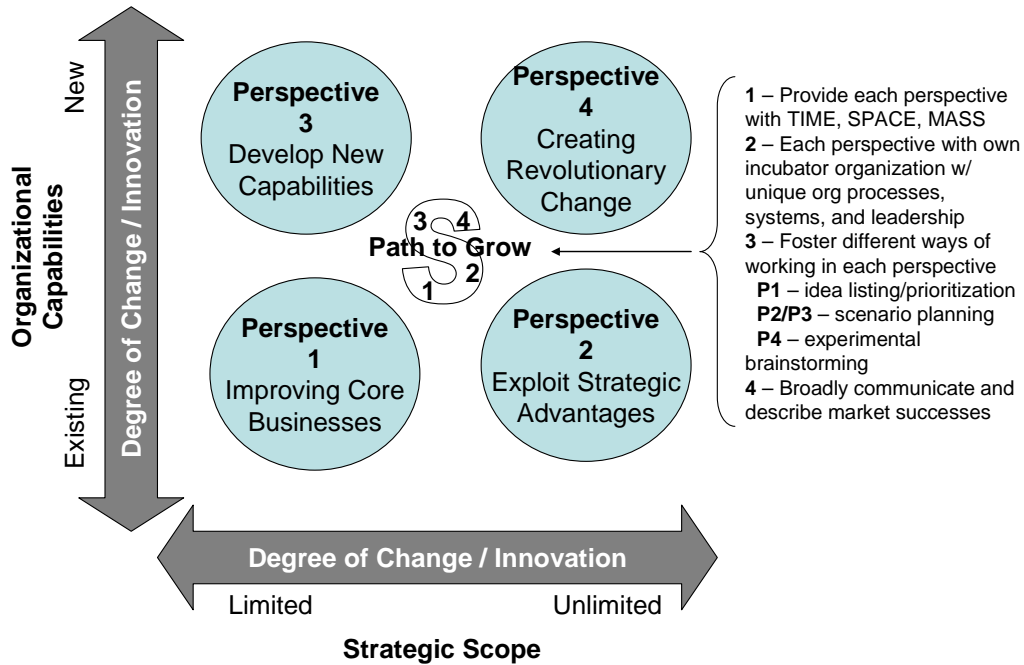 New
Existing
Organizational
Capabilities
Degree of Change / Innovation
Perspective
3
Develop New
Capabilities
Perspective
4
Creating
Revolutionary
Change
3 4
S
Path to Grow
2
1
Perspective
1
Improving Core
Businesses
Perspective
2
Exploit Strategic
Advantages
1 – Provide each perspective
with TIME, SPACE, MASS
2 – Each perspective with own
incubator organization w/
unique org processes,
systems, and leadership
3 – Foster different ways of
working in each perspective
P1 – idea listing/prioritization
P2/P3 – scenario planning
P4 – experimental
brainstorming
4 – Broadly communicate and
describe market successes
Degree of Change / Innovation
Limited
Unlimited
Strategic Scope